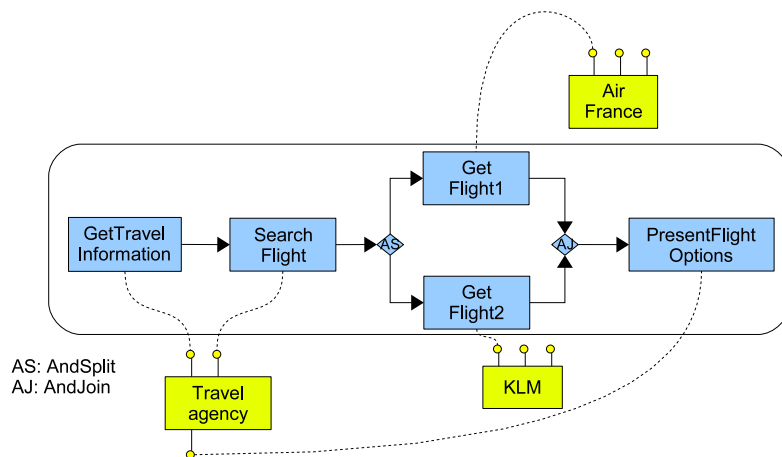 Air
France
Get
Flight1
GetTravel
Information
Search
Flight
AS
AJ
PresentFlight
Options
Get
Flight2
AS: AndSplit
AJ: AndJoin
Travel
agency
KLM